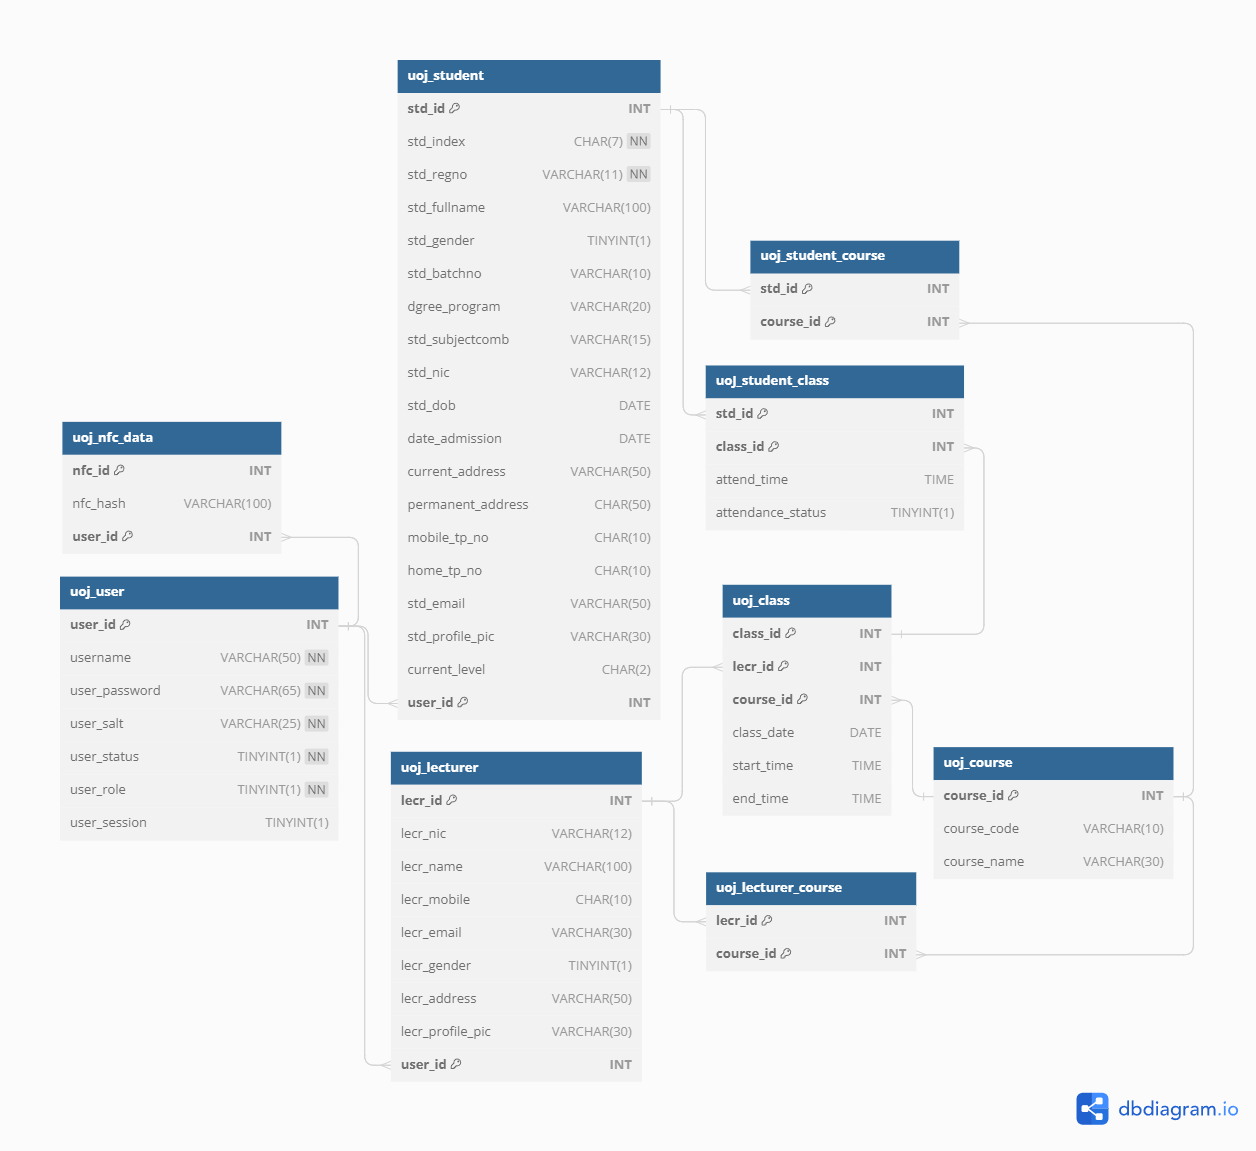 uoj_student
std_id INT
std_index CHAR(7) NN
std_regno VARCHAR(11) NN
std_fullname VARCHAR(100)
std_gender TINYINT(1)
std_batchno VARCHAR(10)
dgree_program VARCHAR(20)
std_subjectcomb VARCHAR(15)
std_nic VARCHAR(12)
std_dob DATE
date_admission DATE
current_address VARCHAR(50)
permanent_address CHAR(50)
mobile_tp_no CHAR(10)
home_tp_no CHAR(10)
std_email VARCHAR(50)
std_profile_pic VARCHAR(30)
current_level CHAR(2)
user_id INT
uoj_student_course
std_id INT
course_id INT
uoj_student_class
std_id INT
class_id INT
attend_time TIME
attendance_status TINYINT(1)
uoj_nfc_data
nfc_id INT
nfc_hash VARCHAR(100)
user_id INT
uoj_user
user_id INT
username VARCHAR(50) NN
user_password VARCHAR(65) NN
user_salt VARCHAR(25) NN
user_status TINYINT(1) NN
user_role TINYINT(1) NN
user_session TINYINT(1)
uoj_class
class_id INT
lecr_id INT
course_id INT
class_date DATE
start_time TIME
end_time TIME
uoj_lecturer
lecr_id INT
lecr_nic VARCHAR(12)
lecr_name VARCHAR(100)
lecr_mobile CHAR(10)
lecr_email VARCHAR(30)
lecr_gender TINYINT(1)
lecr_address VARCHAR(50)
lecr_profile_pic VARCHAR(30)
user_id INT
uoj_course
course_id INT
course_code VARCHAR(10)
course_name VARCHAR(30)
uoj_lecturer_course
lecr_id INT
course_id INT
dbdiagram.io